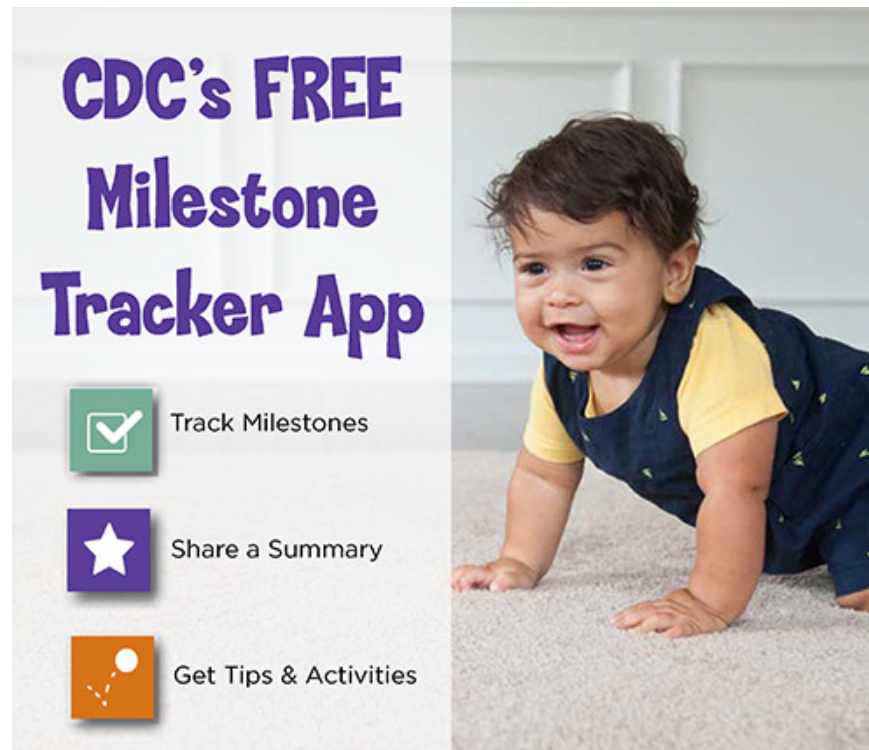 CDC's FREE
Milestone
Tracker App
Track Milestones
Share a Summary
Get Tips & Activities